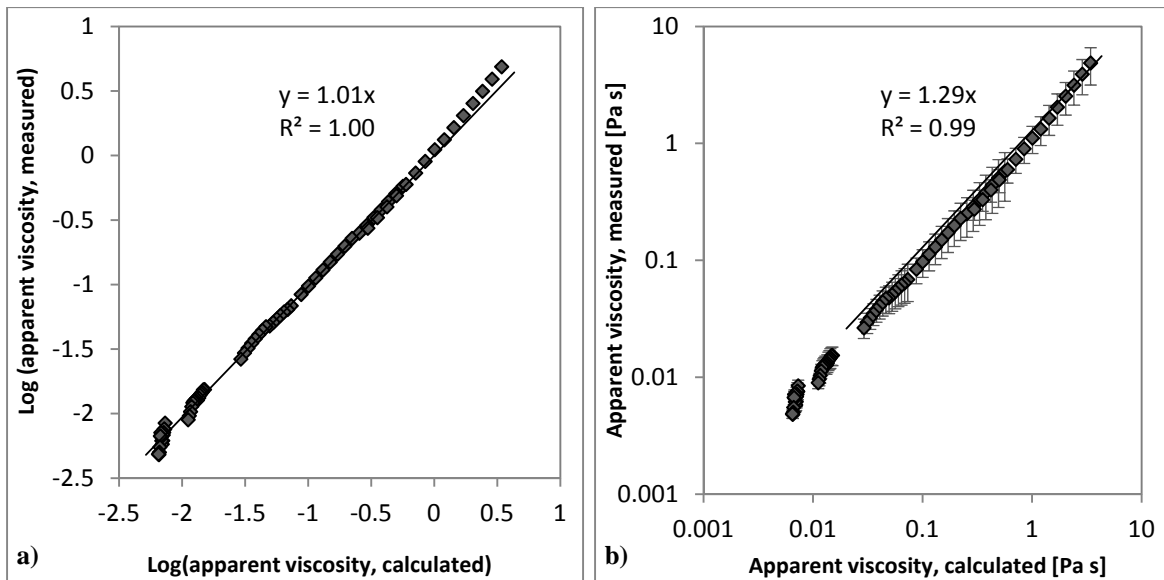 Log (apparent viscosity, measured)
1
0.5
0
-0.5
-1
-1.5
-2
-2.5
y = 1.01x
R² = 1.00
-2.5 -2 -1.5 -1 -0.5 0 0.5 1
Log(apparent viscosity, calculated)
a)
Apparent viscosity, measured [Pa s]
10
1
0.1
0.01
0.001
y = 1.29x
R² = 0.99
0.001 0.01 0.1 1 10
Apparent viscosity, calculated [Pa s]
b)